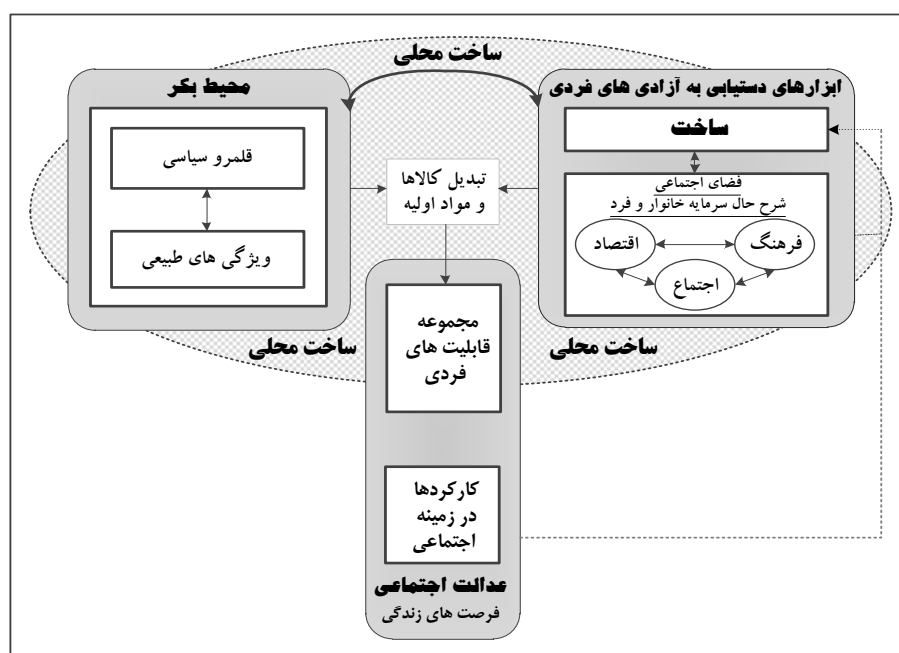 ساخت محلی
ابزارهای دستیابی به آزادی های فردی
ساخت
فضای اجتماعی
شرح حال سرمایه خانوار و فرد
فرهنگ
اقتصاد
اجتماع
محیط بکر
قلمرو سیاسی
ویژگی های طبیعی
تبدیل کالاها
و مواد اولیه
ساخت محلی
ساخت محلی
مجموعه
قابلیت های
فردی
کارکردها
در زمینه
اجتماعی
عدالت اجتماعی
فرصت های زندگی